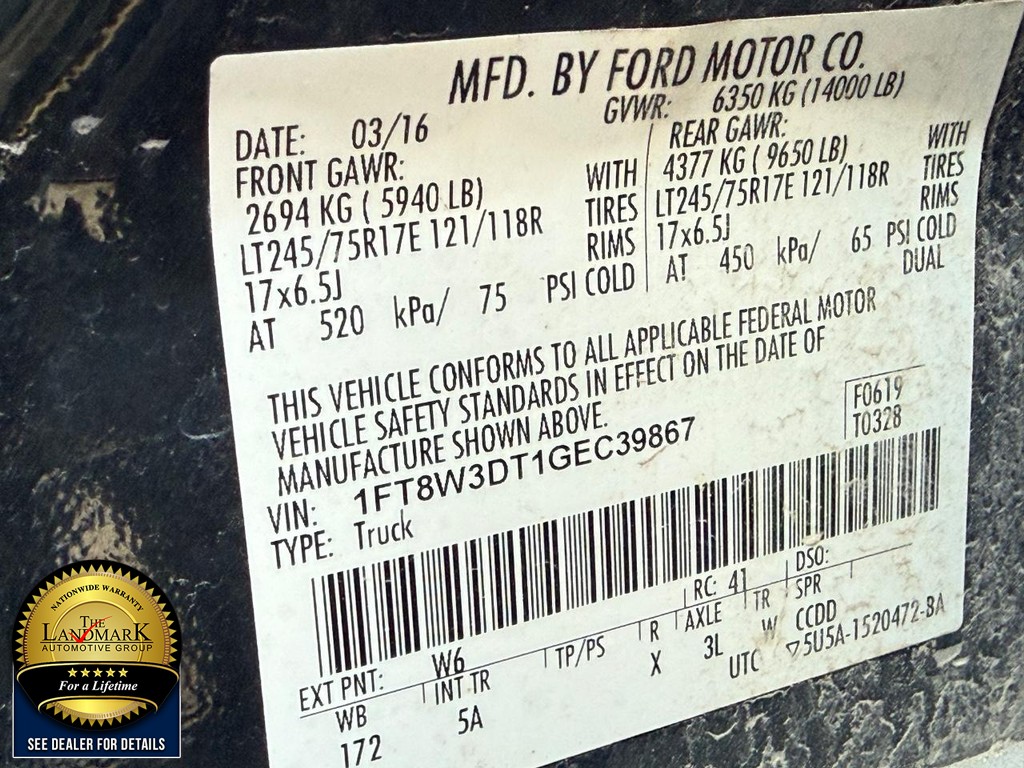 MFD. BY FORD MOTOR CO.
DATE: 03/16
GVWR: 6350 KG (14000 LB)
FRONT GAWR:
2694 KG ( 5940 LB) WITH
LT245/75R17E 121/118R TIRES
17x6.5J RIMS
AT 520 kPa/ 75 PSI COLD
REAR GAWR: WITH
4377 KG ( 9650 LB) TIRES
LT245/75R17E 121/118R RIMS
17x6.5J
AT 450 kPa/ 65 PSI COLD
DUAL
THIS VEHICLE CONFORMS TO ALL APPLICABLE FEDERAL MOTOR
VEHICLE SAFETY STANDARDS IN EFFECT ON THE DATE OF
MANUFACTURE SHOWN ABOVE.
F0619
T0328
VIN: 1FT8W3DT1GEC39867
TYPE: Truck
EXT PNT: W6 RC: 41 DSO:
WB INT TR TP/PS R AXLE TR SPR
172 5A X 3L W CCDD
UTC ▽5U5A-1520472-BA
NATIONWIDE WARRANTY
THE
LANDMARK
AUTOMOTIVE GROUP
For a Lifetime
SEE DEALER FOR DETAILS